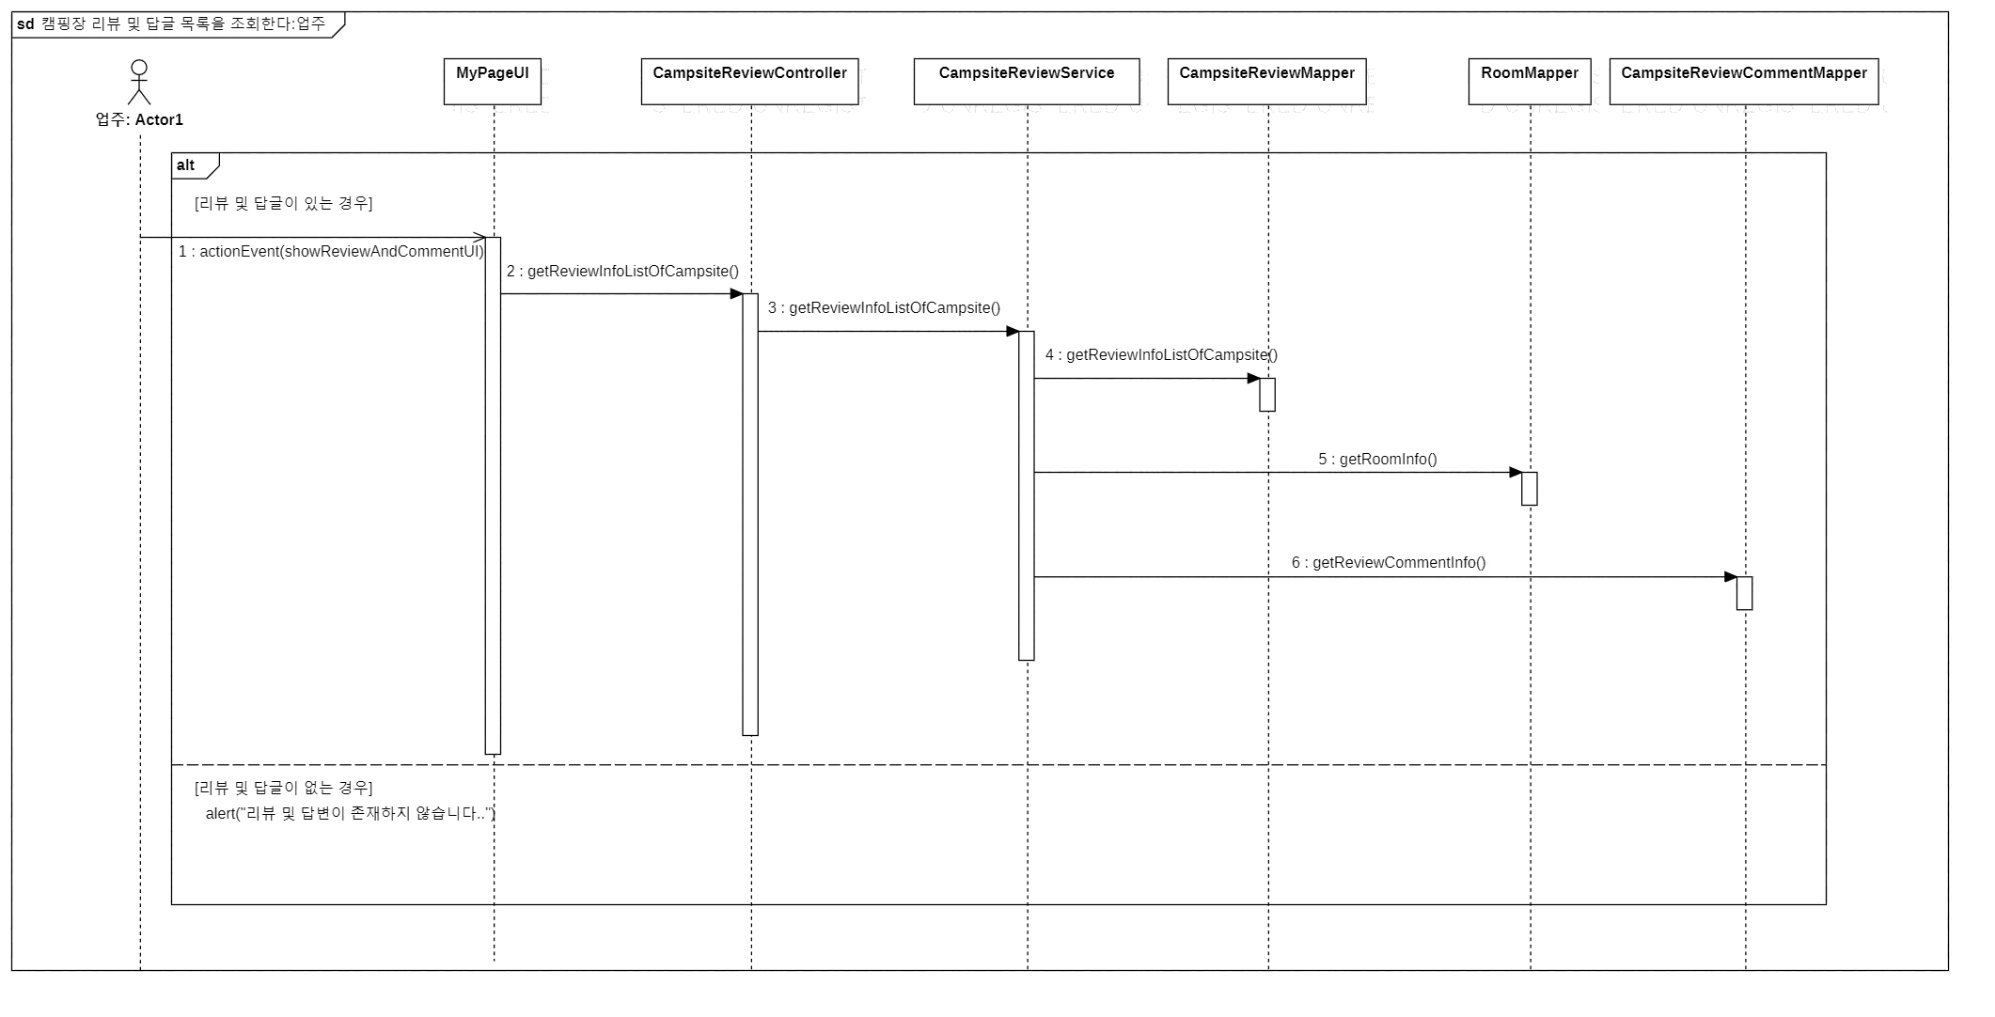 sd 캠핑장 리뷰 및 답글 목록을 조회한다:업주
MyPageUI
CampsiteReviewController
CampsiteReviewService
CampsiteReviewMapper
RoomMapper
CampsiteReviewCommentMapper
업주: Actor1
alt
[리뷰 및 답글이 있는 경우]
1 : actionEvent(showReviewAndCommentUI)
2 : getReviewInfoListOfCampsite()
3 : getReviewInfoListOfCampsite()
4 : getReviewInfoListOfCampsite()
5 : getRoomInfo()
6 : getReviewCommentInfo()
[리뷰 및 답글이 없는 경우]
alert("리뷰 및 답변이 존재하지 않습니다..")